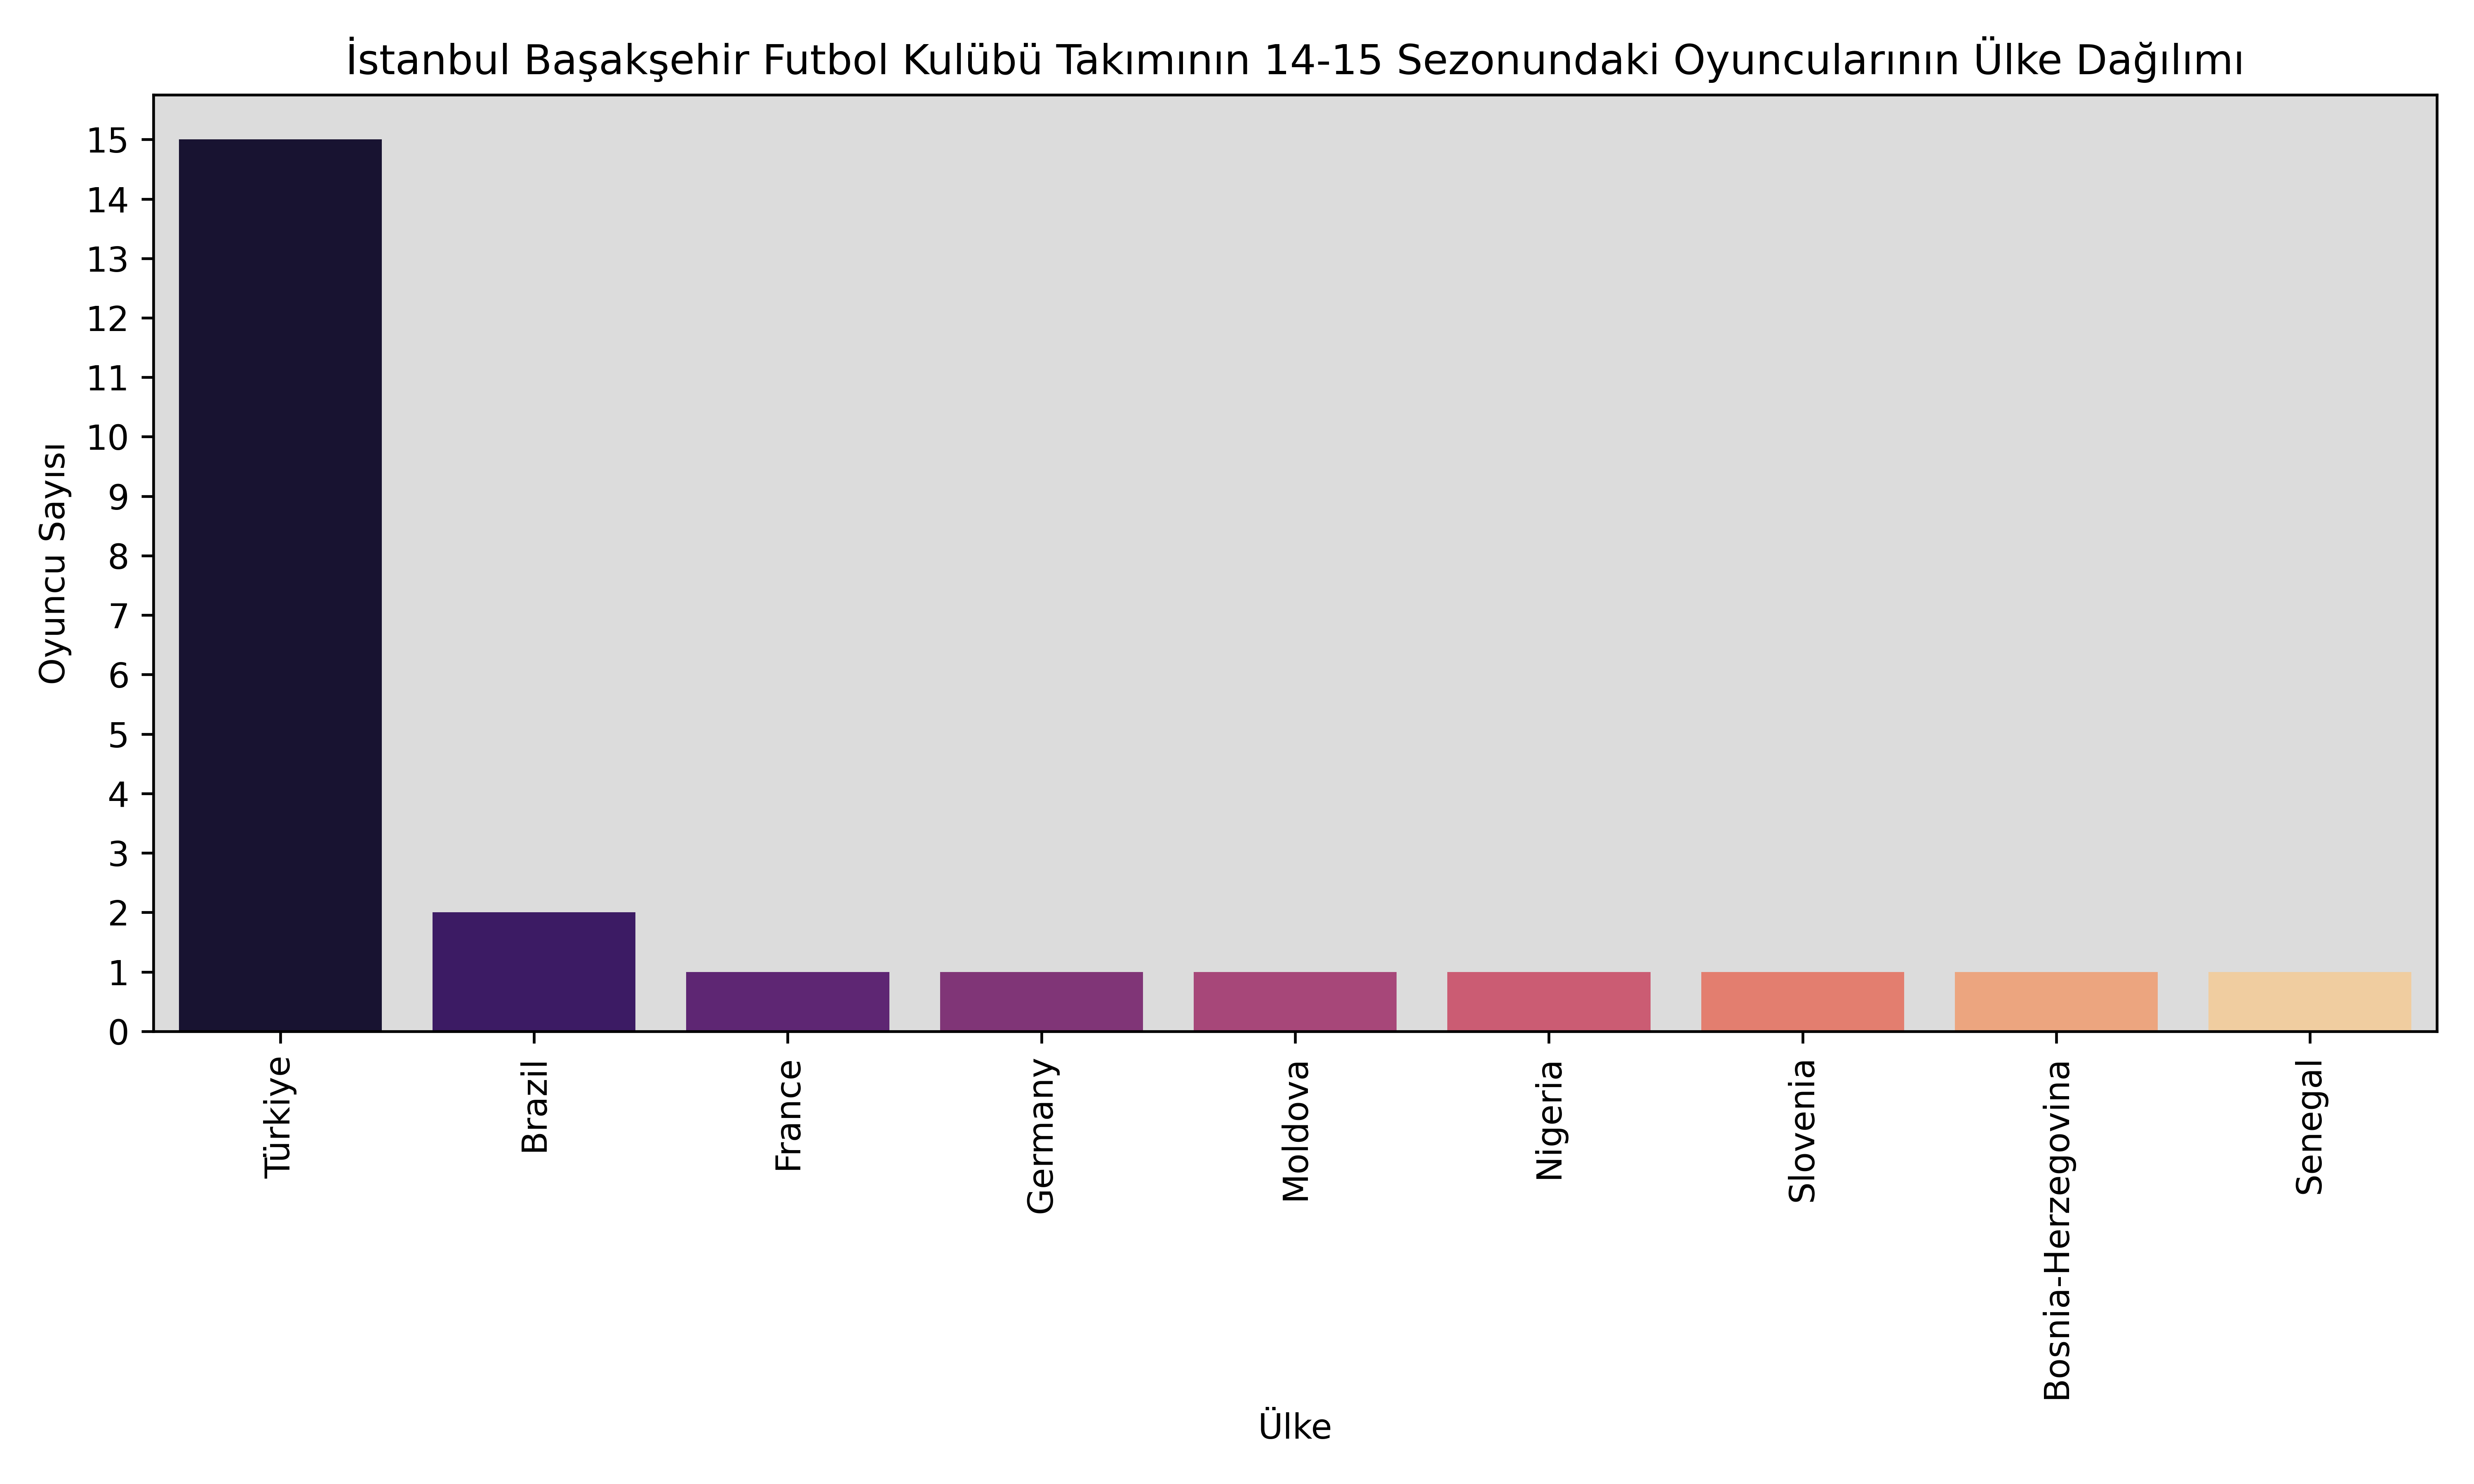 İstanbul Başakşehir Futbol Kulübü Takımının 14-15 Sezonundaki Oyuncularının Ülke Dağılımı
Oyuncu Sayısı
15
14
13
12
11
10
9
8
7
6
5
4
3
2
1
0
Türkiye
Brazil
France
Germany
Moldova
Nigeria
Slovenia
Bosnia-Herzegovina
Senegal
Ülke